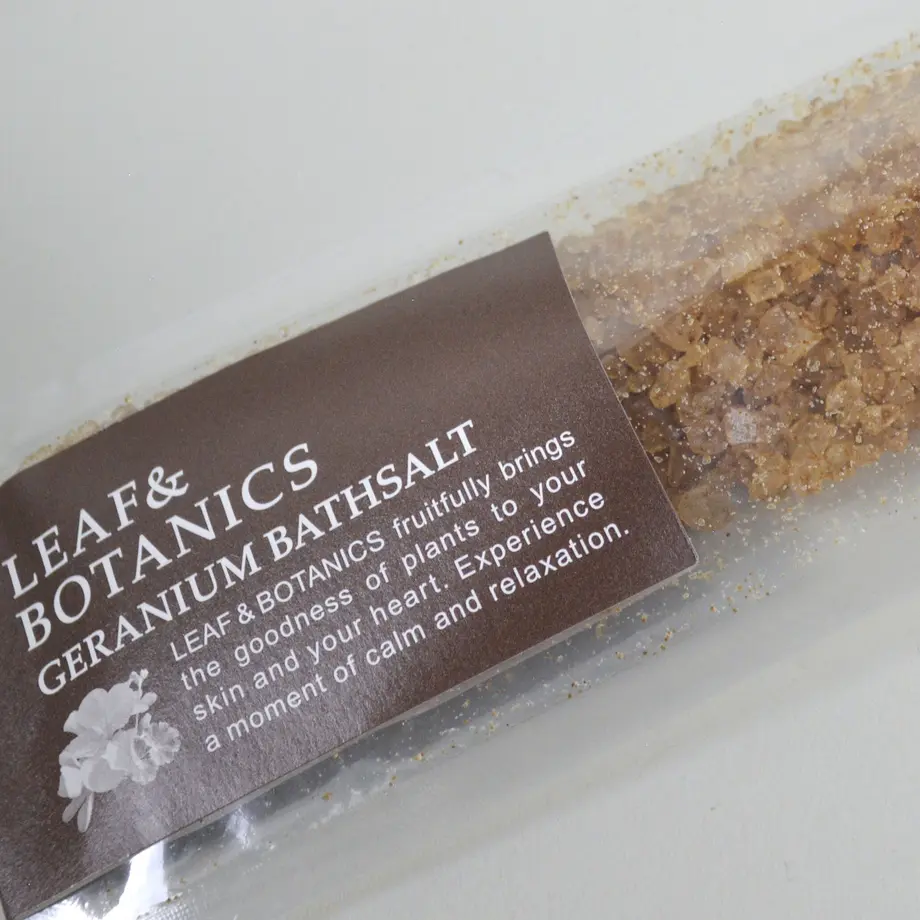 LEAF&
BOTANICS
GERANIUM BATHSALT
LEAF & BOTANICS fruitfully brings
the goodness of plants to your
skin and your heart. Experience
a moment of calm and relaxation.